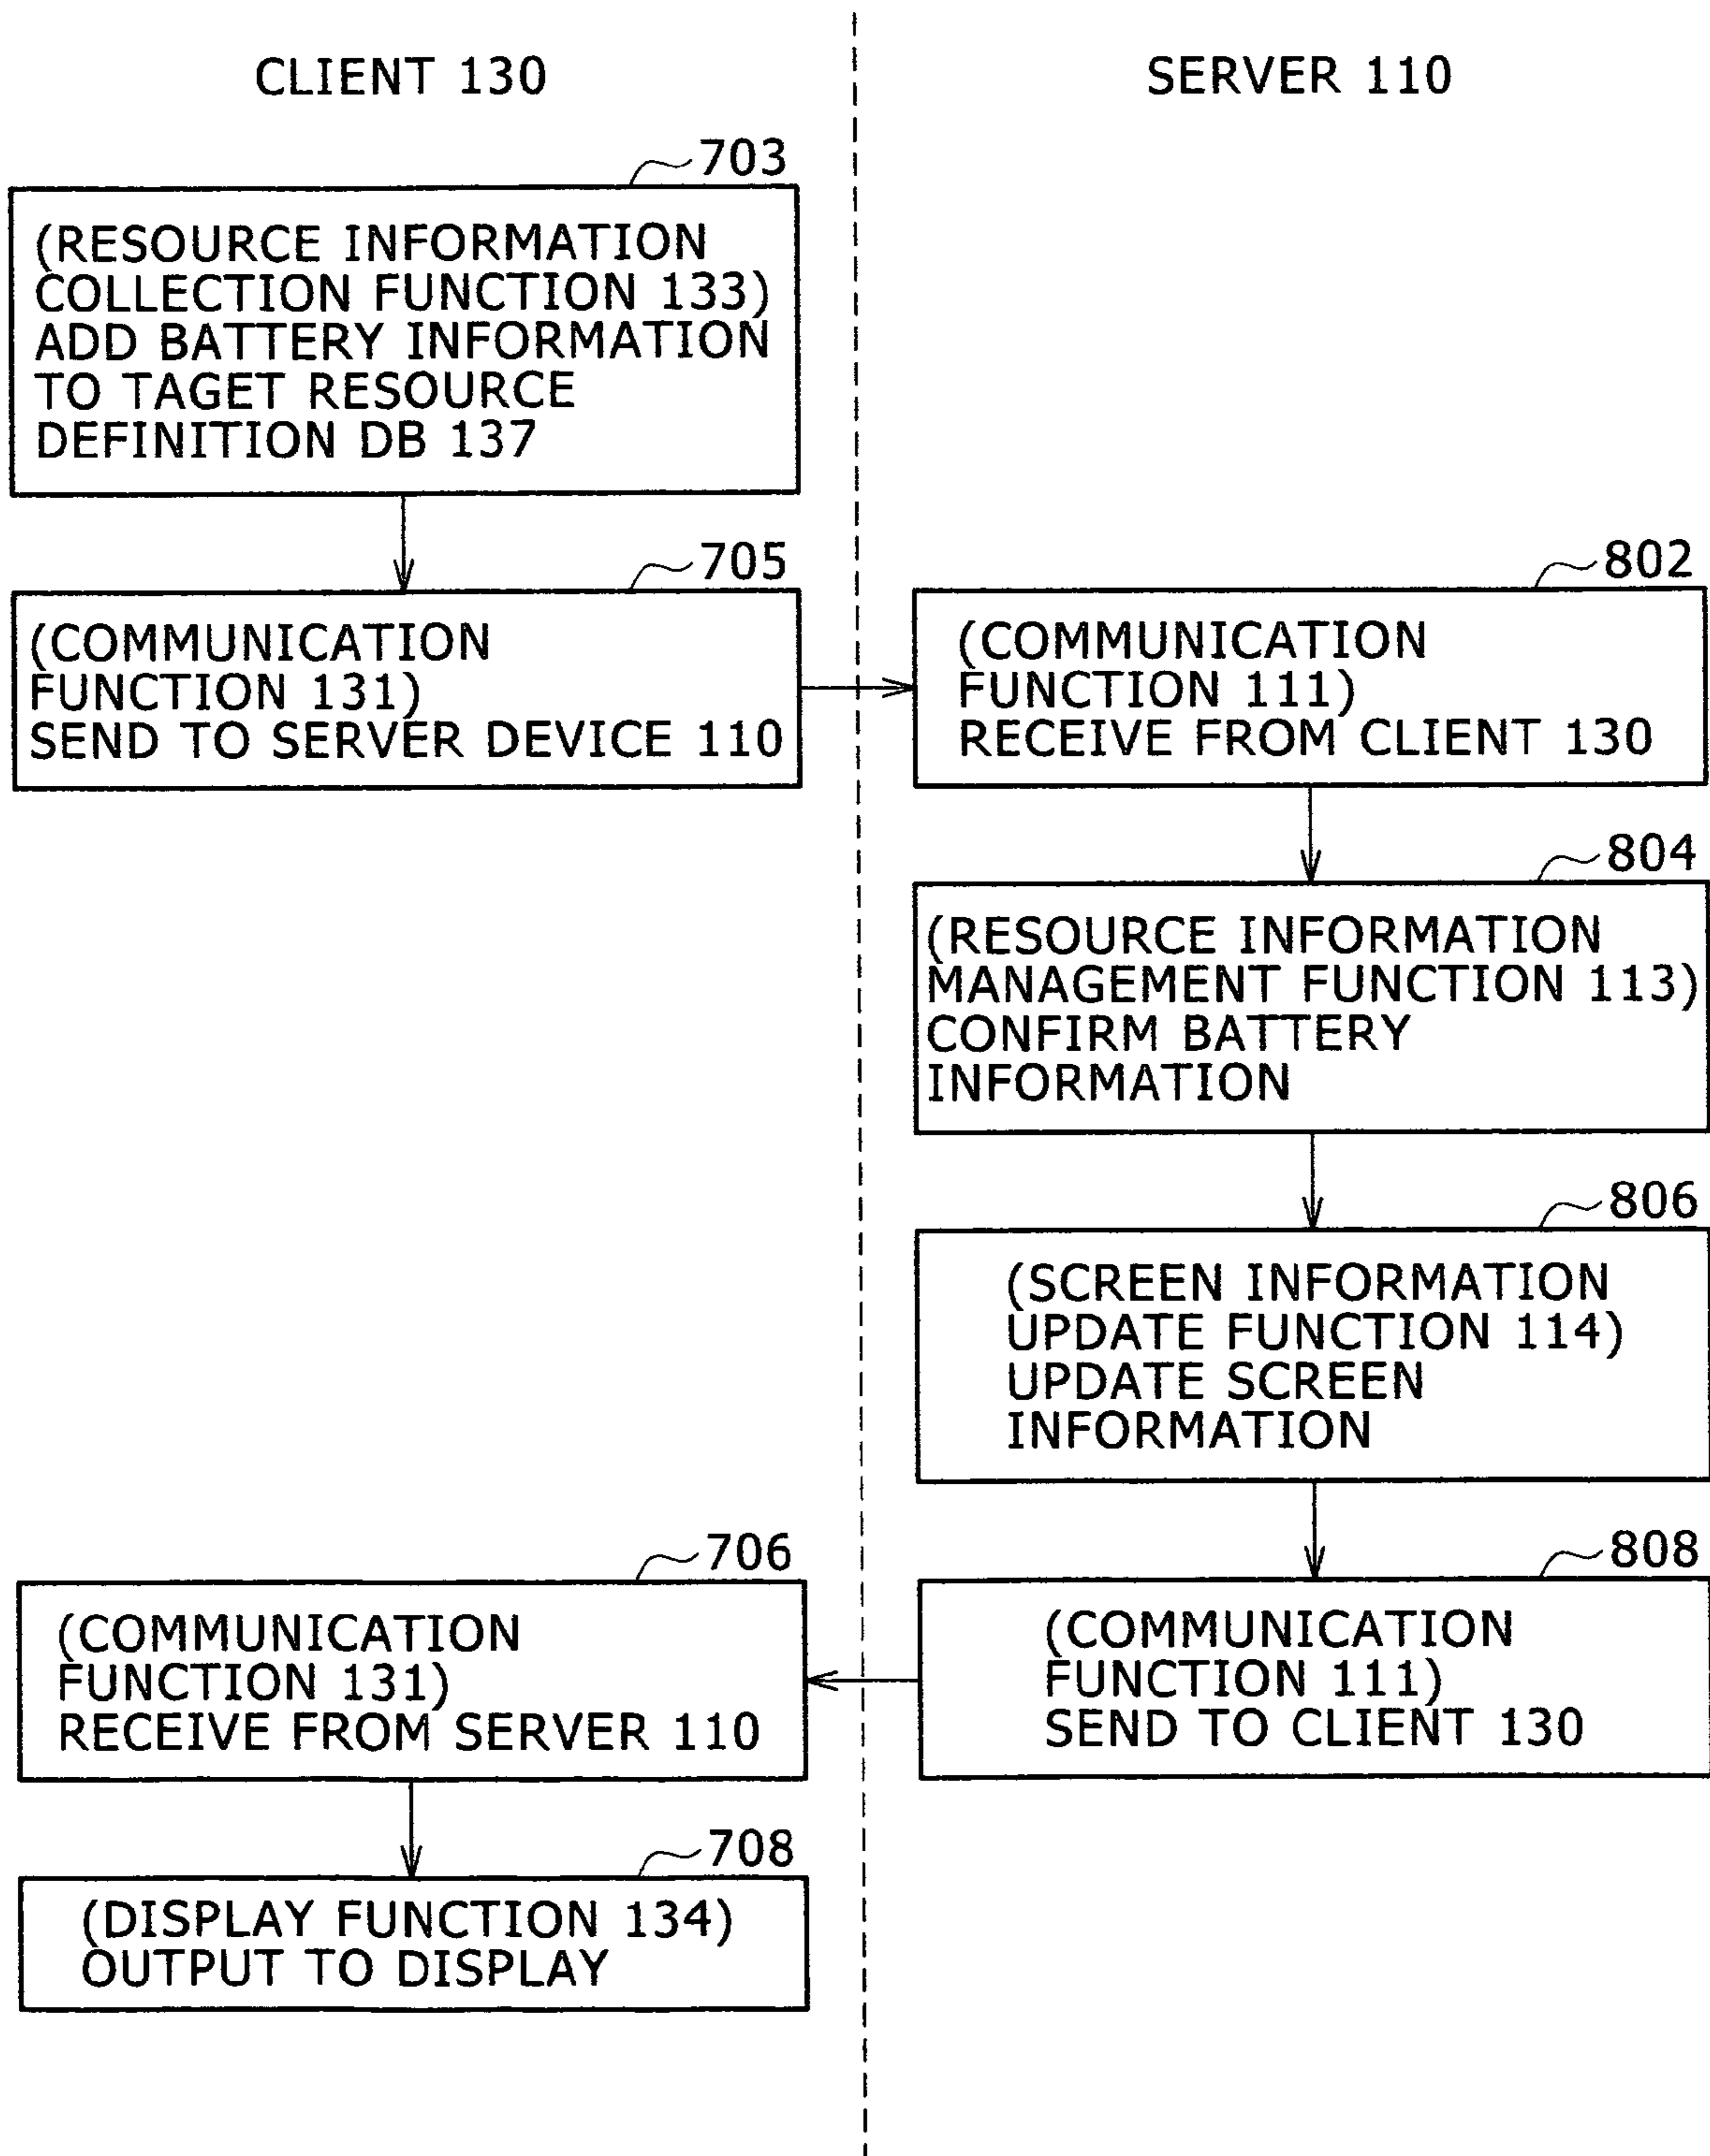 CLIENT 130
SERVER 110
703
(RESOURCE INFORMATION
COLLECTION FUNCTION 133)
ADD BATTERY INFORMATION
TO TAGET RESOURCE
DEFINITION DB 137
705
(COMMUNICATION
FUNCTION 131)
SEND TO SERVER DEVICE 110
802
(COMMUNICATION
FUNCTION 111)
RECEIVE FROM CLIENT 130
804
(RESOURCE INFORMATION
MANAGEMENT FUNCTION 113)
CONFIRM BATTERY
INFORMATION
806
(SCREEN INFORMATION
UPDATE FUNCTION 114)
UPDATE SCREEN
INFORMATION
808
(COMMUNICATION
FUNCTION 111)
SEND TO CLIENT 130
706
(COMMUNICATION
FUNCTION 131)
RECEIVE FROM SERVER 110
708
(DISPLAY FUNCTION 134)
OUTPUT TO DISPLAY